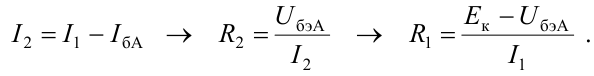 I₂ = I₁ − I_бА → R₂ = U_бэА / I₂ → R₁ = (E_к − U_бэА) / I₁ .